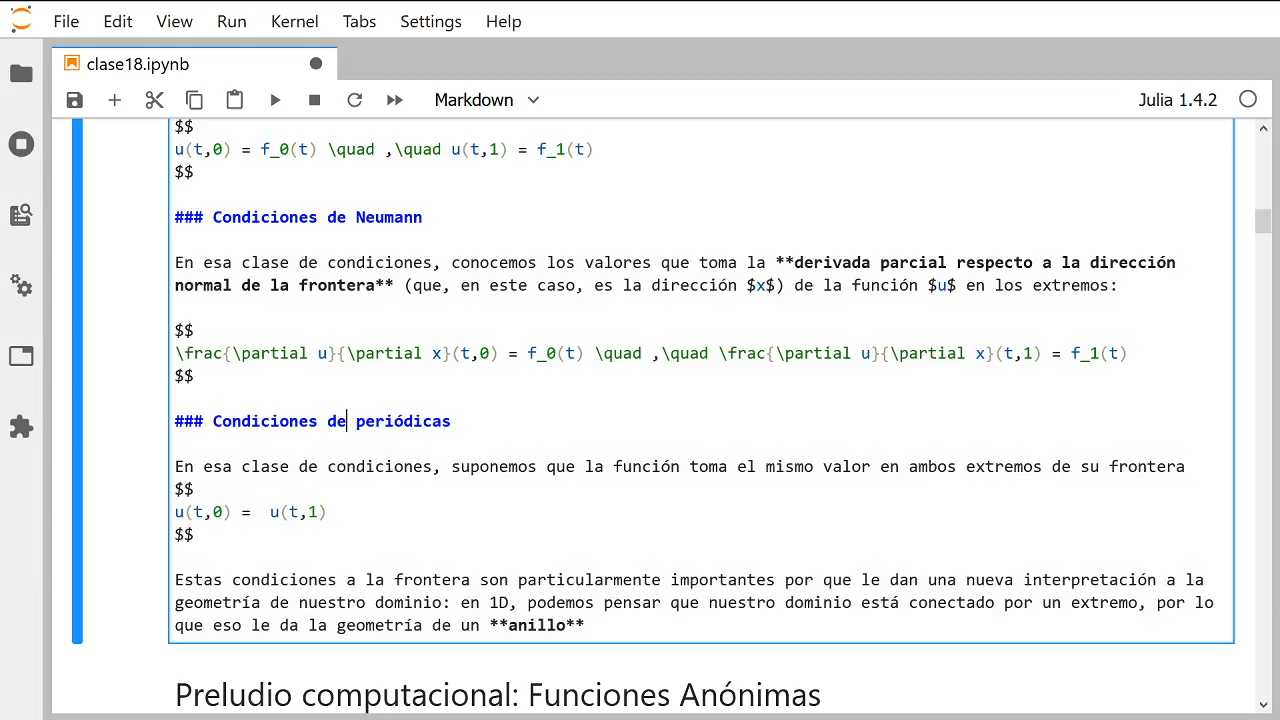 File Edit View Run Kernel Tabs Settings Help
clase18.ipynb
Markdown
Julia 1.4.2
$$
u(t,0) = f_0(t) \quad ,\quad u(t,1) = f_1(t)
$$
### Condiciones de Neumann
En esa clase de condiciones, conocemos los valores que toma la **derivada parcial respecto a la dirección
normal de la frontera** (que, en este caso, es la dirección $x$) de la función $u$ en los extremos:
$$
\frac{\partial u}{\partial x}(t,0) = f_0(t) \quad ,\quad \frac{\partial u}{\partial x}(t,1) = f_1(t)
$$
### Condiciones de periódicas
En esa clase de condiciones, suponemos que la función toma el mismo valor en ambos extremos de su frontera
$$
u(t,0) =  u(t,1)
$$
Estas condiciones a la frontera son particularmente importantes por que le dan una nueva interpretación a la
geometría de nuestro dominio: en 1D, podemos pensar que nuestro dominio está conectado por un extremo, por lo
que eso le da la geometría de un **anillo**
Preludio computacional: Funciones Anónimas